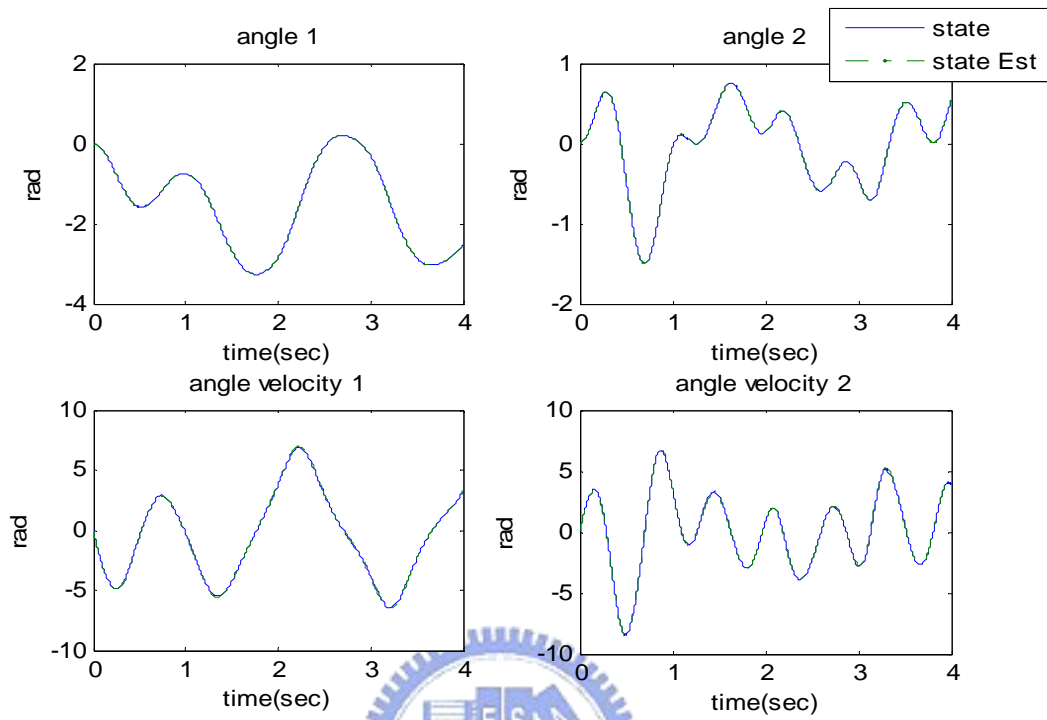 angle 1
2
0
-2
-4
rad
0 1 2 3 4
time(sec)
angle 2
1
0
-1
-2
rad
0 1 2 3 4
time(sec)
state
state Est
angle velocity 1
10
5
0
-5
-10
rad
0 1 2 3 4
time(sec)
angle velocity 2
10
5
0
-5
-10
rad
0 1 2 3 4
time(sec)